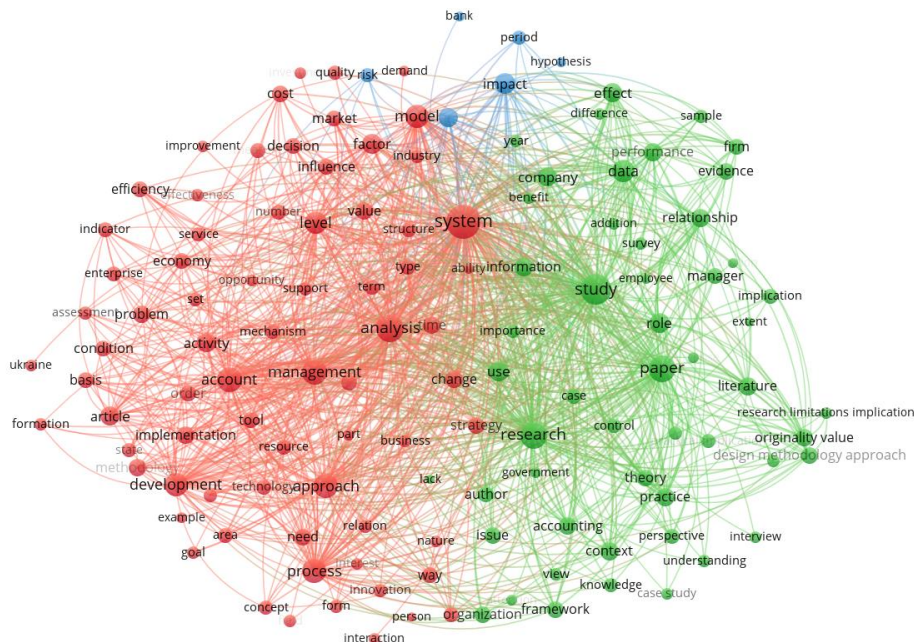 bank
period
hypothesis
quality
risk
demand
impact
cost
effect
model
market
difference
sample
year
improvement
decision
factor
industry
performance
firm
influence
data
evidence
company
efficiency
effectiveness
benefit
number
level
value
system
relationship
indicator
service
structure
addition
survey
enterprise
economy
opportunity
support
type
term
ability
information
study
employee
manager
set
implication
assessment
problem
mechanism
analysis
time
importance
role
extent
condition
activity
ukraine
basis
account
management
change
use
paper
literature
order
case
formation
article
tool
implementation
part
business
strategy
research
control
research limitations implication
originality value
state
resource
design methodology approach
methodology
development
technology
approach
lack
government
theory
author
practice
example
area
need
relation
nature
issue
accounting
perspective
interview
goal
context
understanding
process
interest
way
view
knowledge
case study
innovation
concept
form
person
organization
framework
interaction